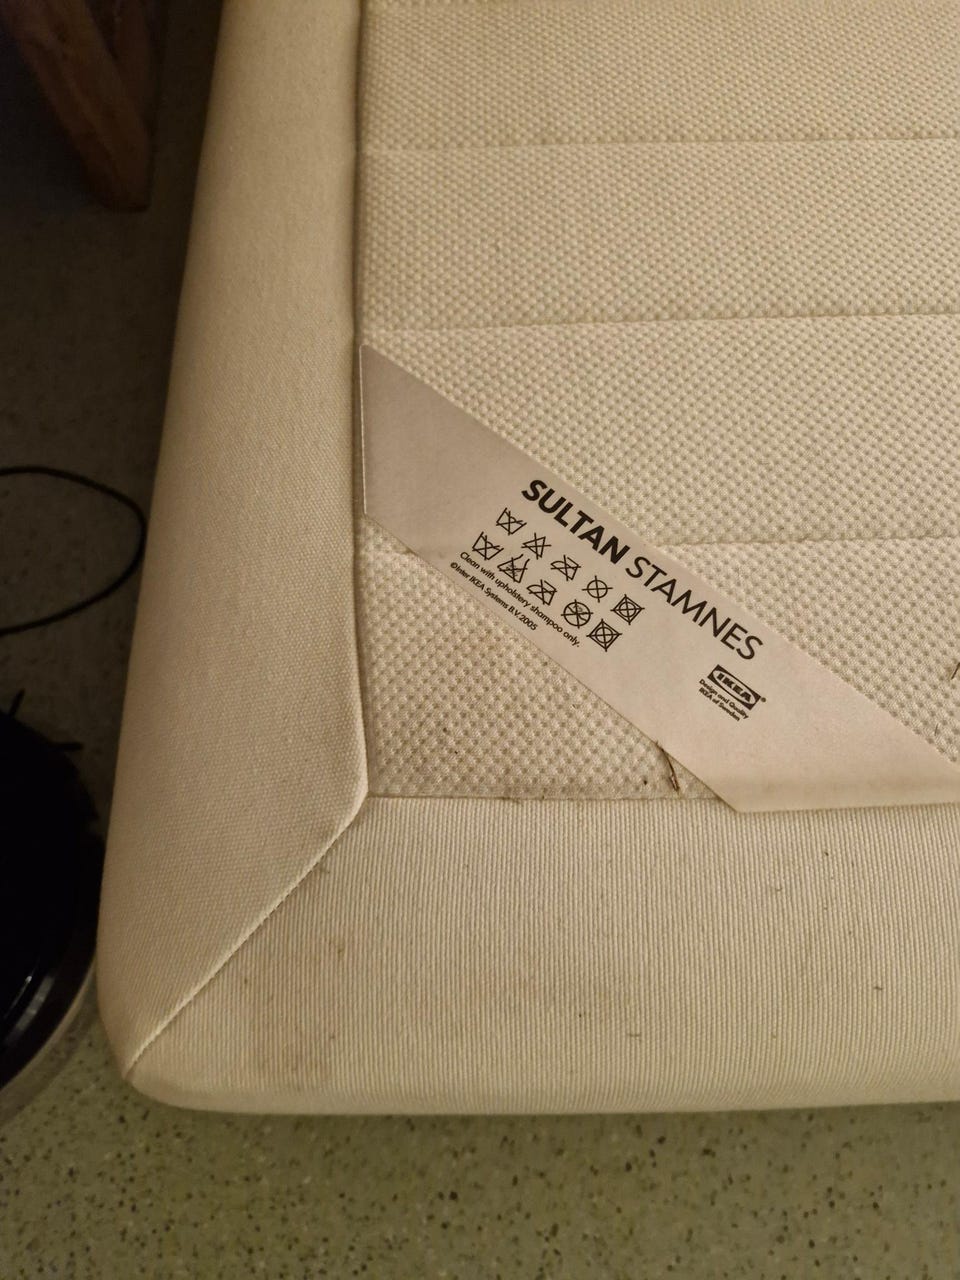 SULTAN STAMNES
Clean with upholstery shampoo only.
©Inter IKEA Systems B.V. 2005
IKEA®
Design and Quality
IKEA of Sweden